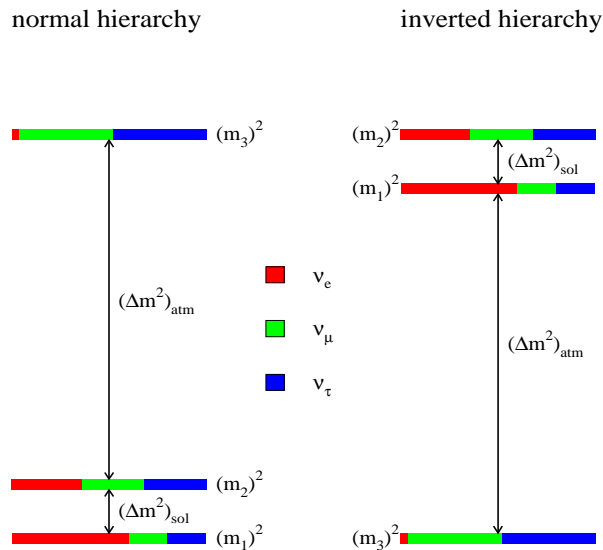 normal hierarchy
inverted hierarchy
(m₃)²
(m₂)²
(Δm²)sol
(m₁)²
νe
(Δm²)atm
νμ
(Δm²)atm
ντ
(m₂)²
(Δm²)sol
(m₁)²
(m₃)²